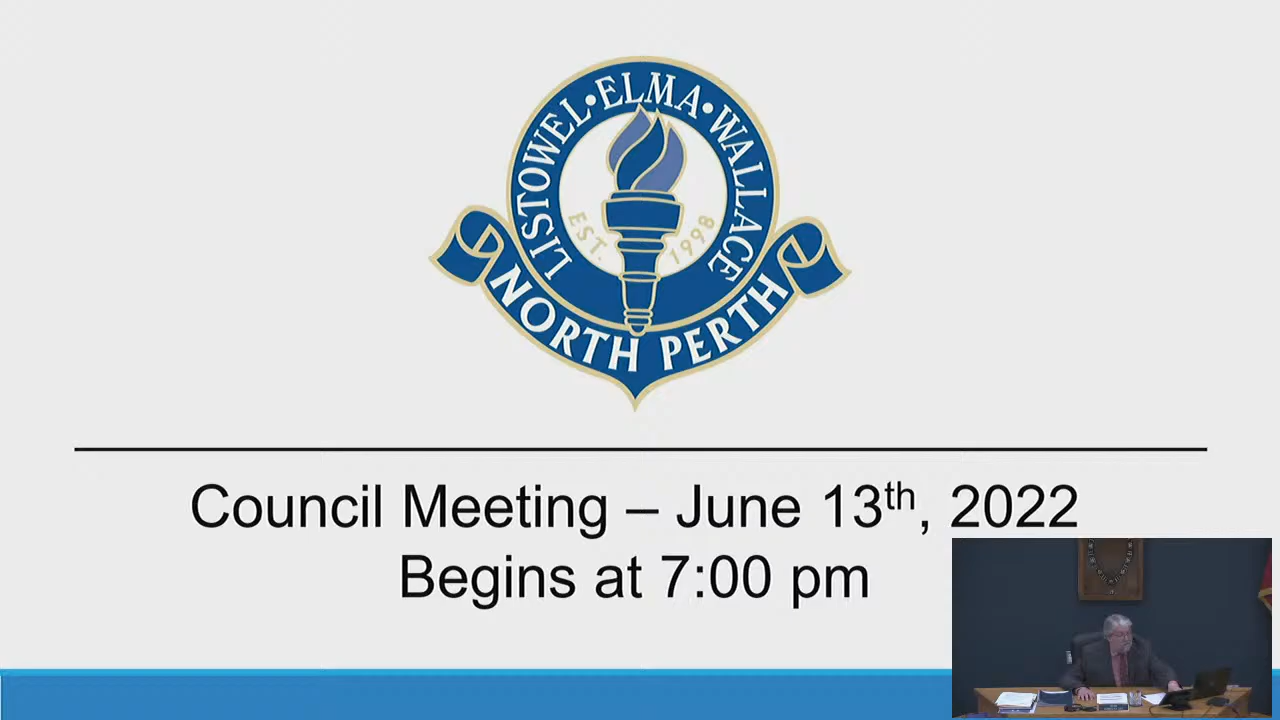 LISTOWEL • ELMA • WALLACE
EST. 1998
NORTH PERTH
Council Meeting – June 13th, 2022
Begins at 7:00 pm